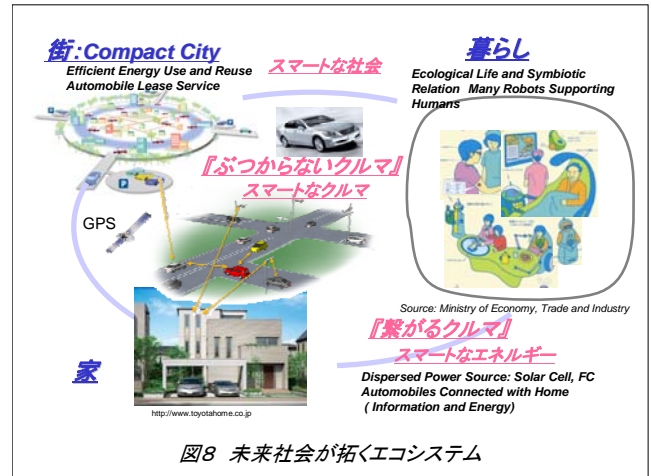 街:Compact City
Efficient Energy Use and Reuse
Automobile Lease Service
スマートな社会
暮らし
Ecological Life and Symbiotic
Relation Many Robots Supporting
Humans
『ぶつからないクルマ』
スマートなクルマ
GPS
Source: Ministry of Economy, Trade and Industry
『繋がるクルマ』
スマートなエネルギー
家
Dispersed Power Source: Solar Cell, FC
Automobiles Connected with Home
( Information and Energy)
http://www.toyotahome.co.jp
図8 未来社会が拓くエコシステム